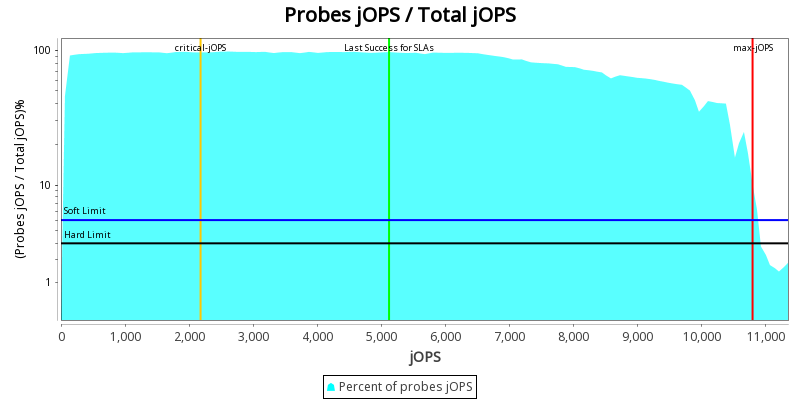 Probes jOPS / Total jOPS
critical-jOPS
Last Success for SLAs
max-jOPS
100
10
1
Soft Limit
Hard Limit
(Probes jOPS / Total jOPS)%
0
1,000
2,000
3,000
4,000
5,000
6,000
7,000
8,000
9,000
10,000
11,000
jOPS
Percent of probes jOPS